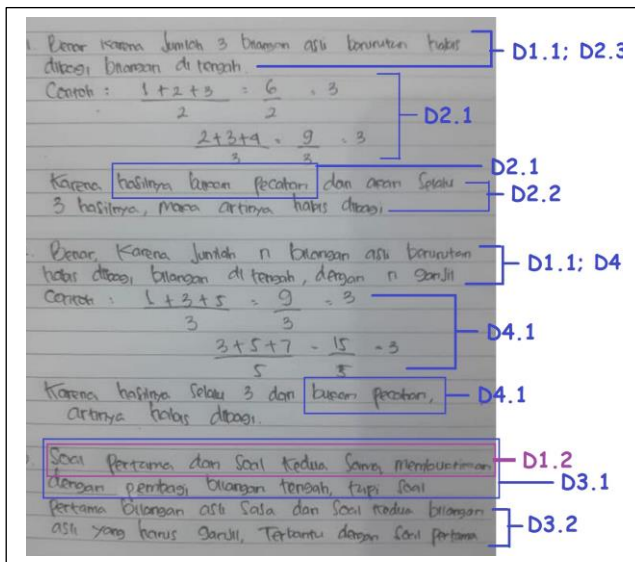 . Benar karena jumlah 3 bilangan asli berurutan habis
dibagi bilangan di tengah.
D1.1; D2.3
Contoh : 1+2+3 = 6 = 3
2 2
2+3+4 = 9 = 3
3 3
D2.1
Karena hasilnya bukan pecahan dan akan selalu
D2.1
3 hasilnya, maka artinya habis dibagi.
D2.2
. Benar, karena jumlah n bilangan asli berurutan
habis dibagi bilangan di tengah, dengan n ganjil
D1.1; D4
Contoh : 1+3+5 = 9 = 3
3 3
3+5+7 = 15 = 3
5 5
D4.1
Karena hasilnya selalu 3 dan bukan pecahan,
D4.1
artinya habis dibagi.
. Soal pertama dan soal kedua sama, membuktikan
D1.2
dengan pembagi bilangan tengah, tapi soal
D3.1
pertama bilangan asli saja dan soal kedua bilangan
asli yang harus ganjil, Terbantu dengan soal pertama
D3.2